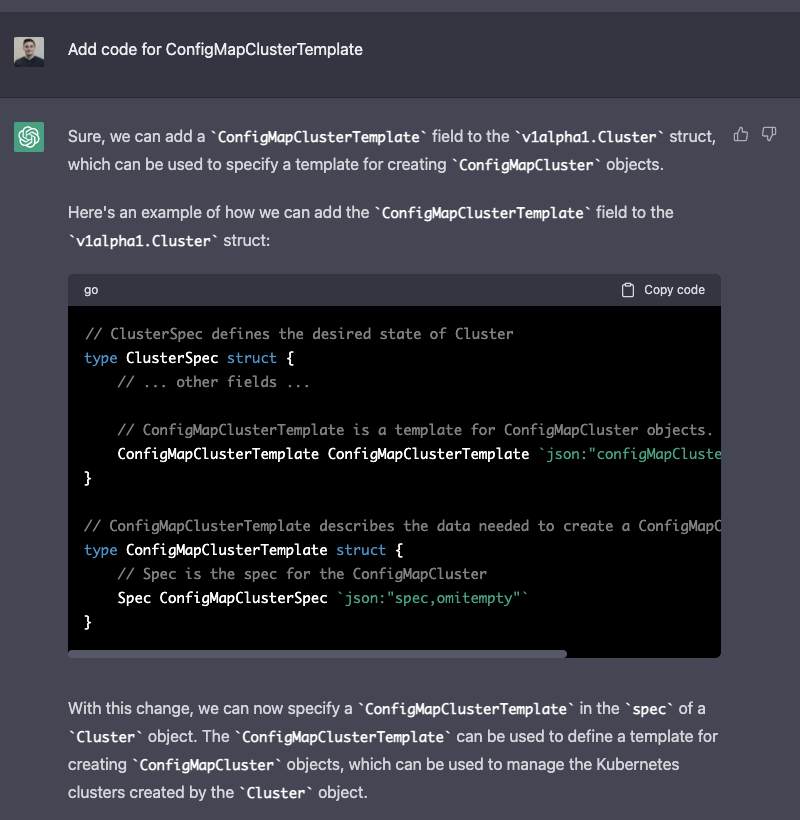 Add code for ConfigMapClusterTemplate
Sure, we can add a `ConfigMapClusterTemplate` field to the `v1alpha1.Cluster` struct,
which can be used to specify a template for creating `ConfigMapCluster` objects.
Here's an example of how we can add the `ConfigMapClusterTemplate` field to the
`v1alpha1.Cluster` struct:
go
Copy code
// ClusterSpec defines the desired state of Cluster
type ClusterSpec struct {
    // ... other fields ...
    // ConfigMapClusterTemplate is a template for ConfigMapCluster objects.
    ConfigMapClusterTemplate ConfigMapClusterTemplate `json:"configMapCluste
}
// ConfigMapClusterTemplate describes the data needed to create a ConfigMapC
type ConfigMapClusterTemplate struct {
    // Spec is the spec for the ConfigMapCluster
    Spec ConfigMapClusterSpec `json:"spec,omitempty"`
}
With this change, we can now specify a `ConfigMapClusterTemplate` in the `spec` of a
`Cluster` object. The `ConfigMapClusterTemplate` can be used to define a template for
creating `ConfigMapCluster` objects, which can be used to manage the Kubernetes
clusters created by the `Cluster` object.